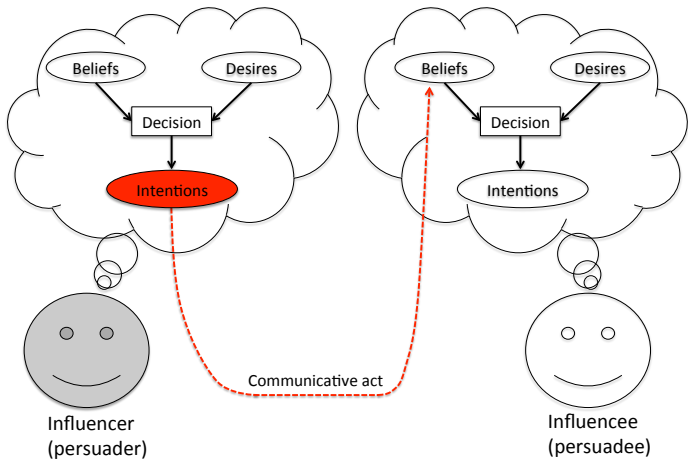 Beliefs
Desires
Decision
Intentions
Beliefs
Desires
Decision
Intentions
Communicative act
Influencer
(persuader)
Influencee
(persuadee)